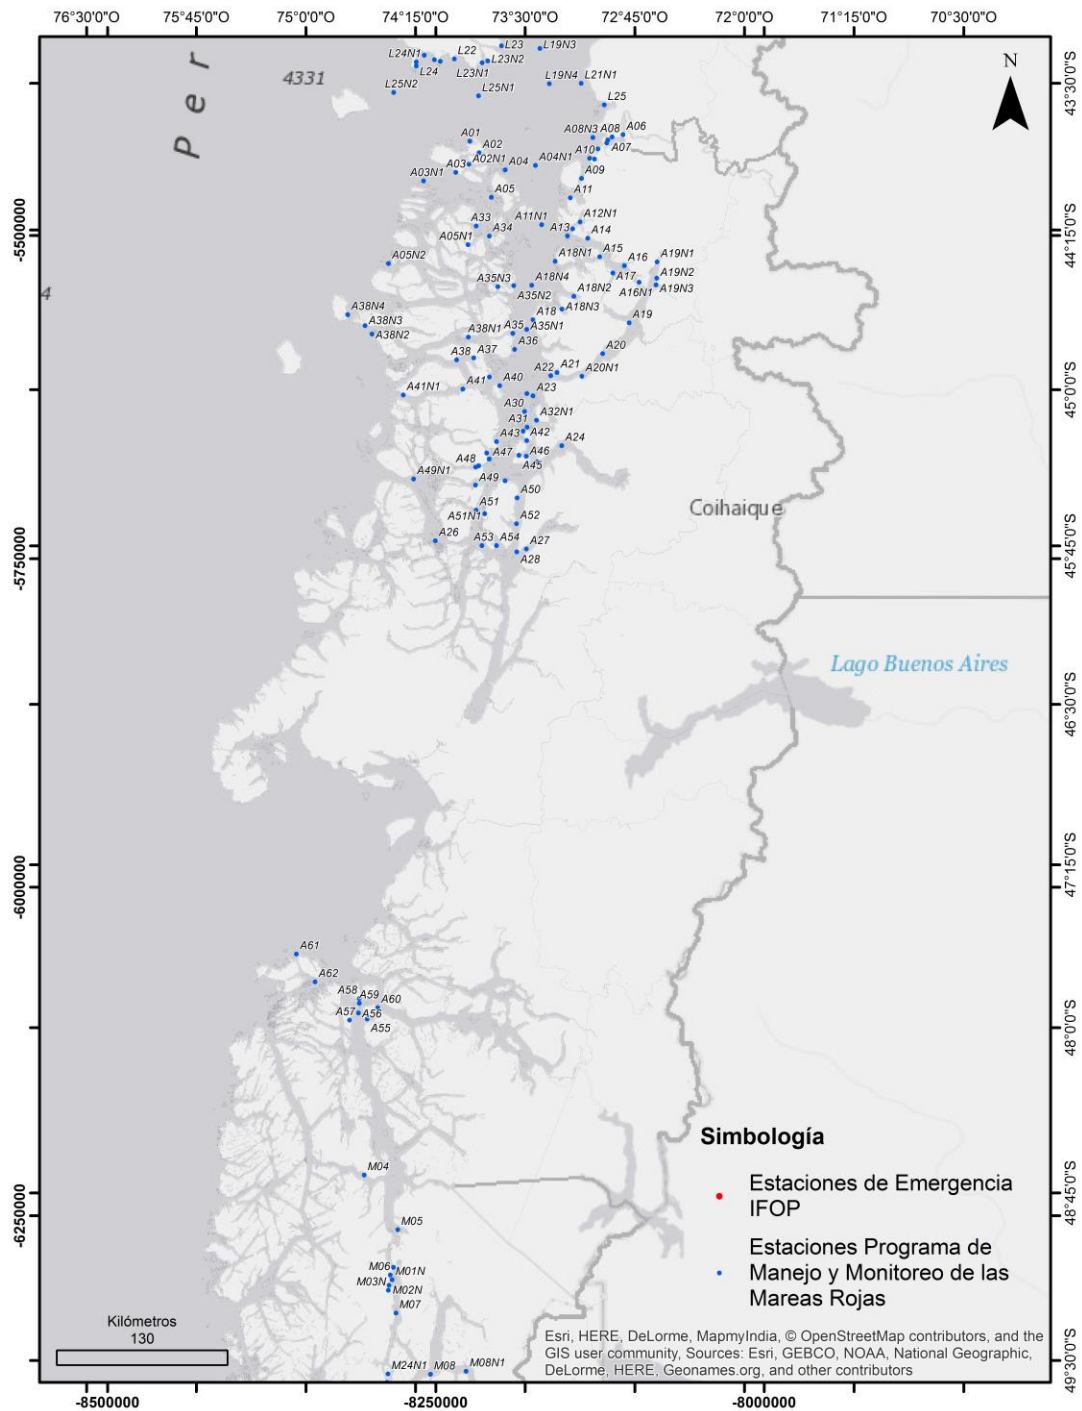 76°30'0"W 75°45'0"W 75°0'0"W 74°15'0"W 73°30'0"W 72°45'0"W 72°0'0"W 71°15'0"W 70°30'0"W
P e r
4331
4
N
L24N1
L22
L23
L19N3
L24
L23N1
L23N2
L25N2
L25N1
L19N4
L21N1
L25
43°30'0"S
A01
A02
A08N3
A08
A06
A07
A10
A03
A02N1
A04
A04N1
A09
A03N1
A05
A11
-5500000
A33
A34
A11N1
A13
A12N1
A14
44°15'0"S
A05N1
A05N2
A18N1
A15
A16
A19N1
A17
A19N2
A16N1
A19N3
A35N3
A18N4
A35N2
A18N2
A18N3
A38N4
A38N3
A38N2
A38N1
A35
A18
A35N1
A19
A36
A38
A37
A20
A22
A21
A20N1
A41N1
A41
A40
A23
45°0'0"S
A30
A31
A32N1
A43
A42
A24
A48
A47
A46
A45
A49N1
A49
A50
Coihaique
A51
A51N1
A52
A26
A53
A54
A27
A28
-5750000
45°45'0"S
Lago Buenos Aires
46°30'0"S
47°15'0"S
-6000000
A61
A62
A58
A59
A60
A57
A56
A55
48°0'0"S
Simbología
M04
Estaciones de Emergencia
IFOP
48°45'0"S
-6250000
M05
Estaciones Programa de
Manejo y Monitoreo de las
Mareas Rojas
M06
M01N
M03N
M02N
M07
Kilómetros
130
Esri, HERE, DeLorme, MapmyIndia, © OpenStreetMap contributors, and the
GIS user community, Sources: Esri, GEBCO, NOAA, National Geographic,
DeLorme, HERE, Geonames.org, and other contributors
M24N1
M08
M08N1
49°30'0"S
-8500000 -8250000 -8000000